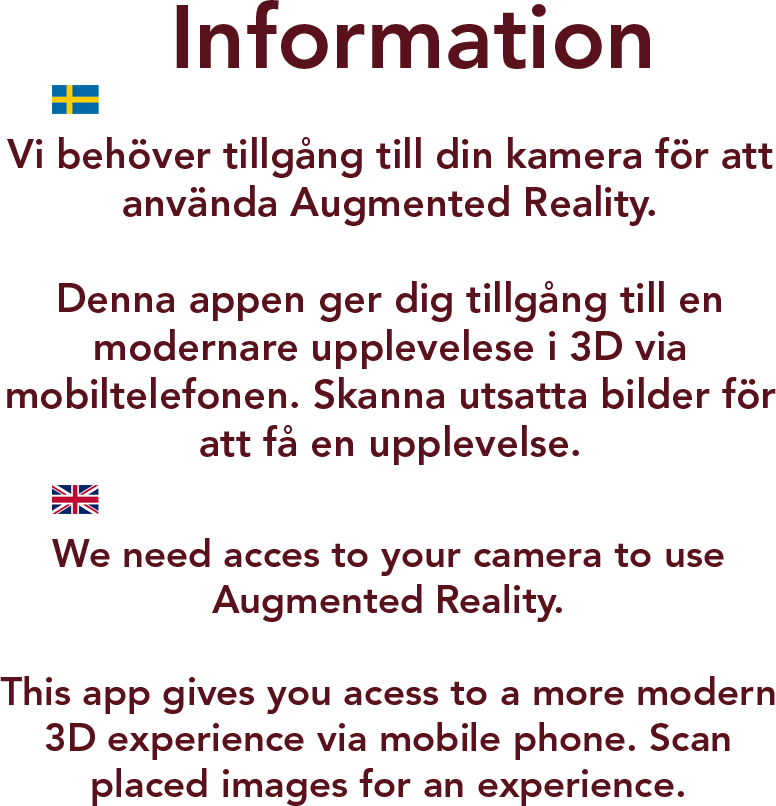 Information
Vi behöver tillgång till din kamera för att
använda Augmented Reality.
Denna appen ger dig tillgång till en
modernare upplevelese i 3D via
mobiltelefonen. Skanna utsatta bilder för
att få en upplevelse.
We need acces to your camera to use
Augmented Reality.
This app gives you acess to a more modern
3D experience via mobile phone. Scan
placed images for an experience.